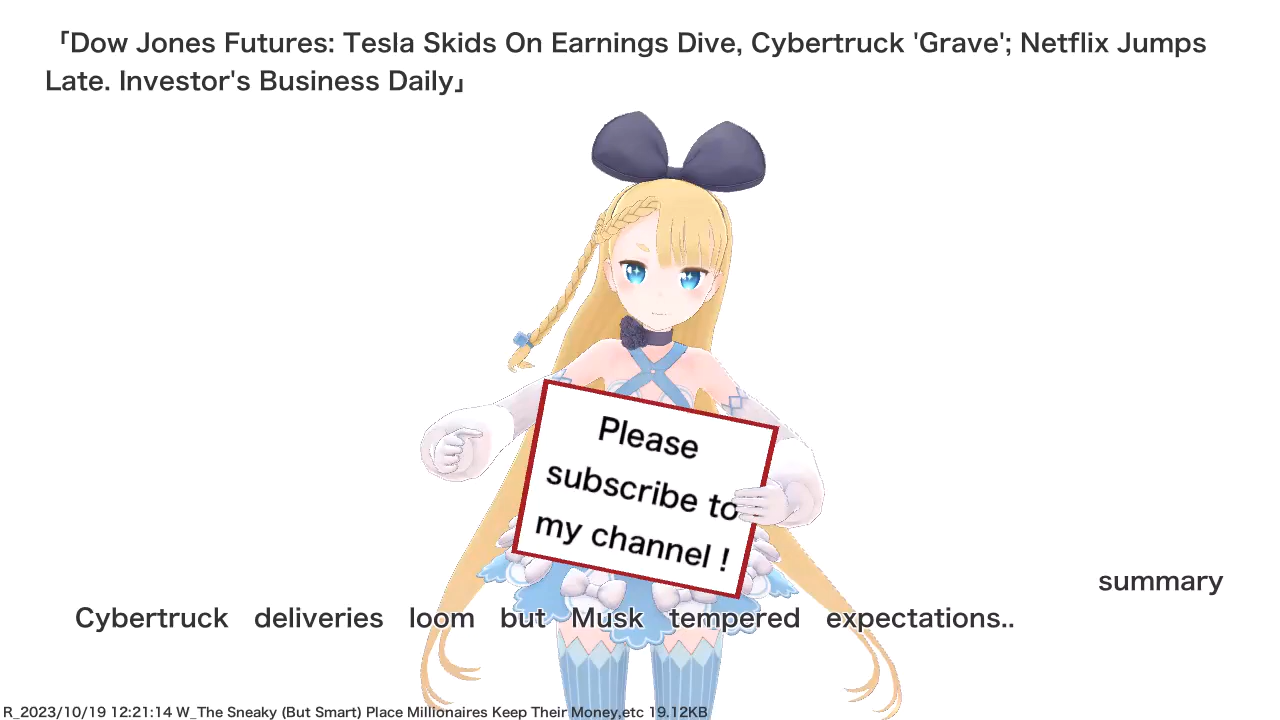 「Dow Jones Futures: Tesla Skids On Earnings Dive, Cybertruck 'Grave'; Netflix Jumps
Late. Investor's Business Daily」
Please
subscribe to
my channel !
summary
Cybertruck deliveries loom but Musk tempered expectations..
R_2023/10/19 12:21:14 W_The Sneaky (But Smart) Place Millionaires Keep Their Money,etc 19.12KB